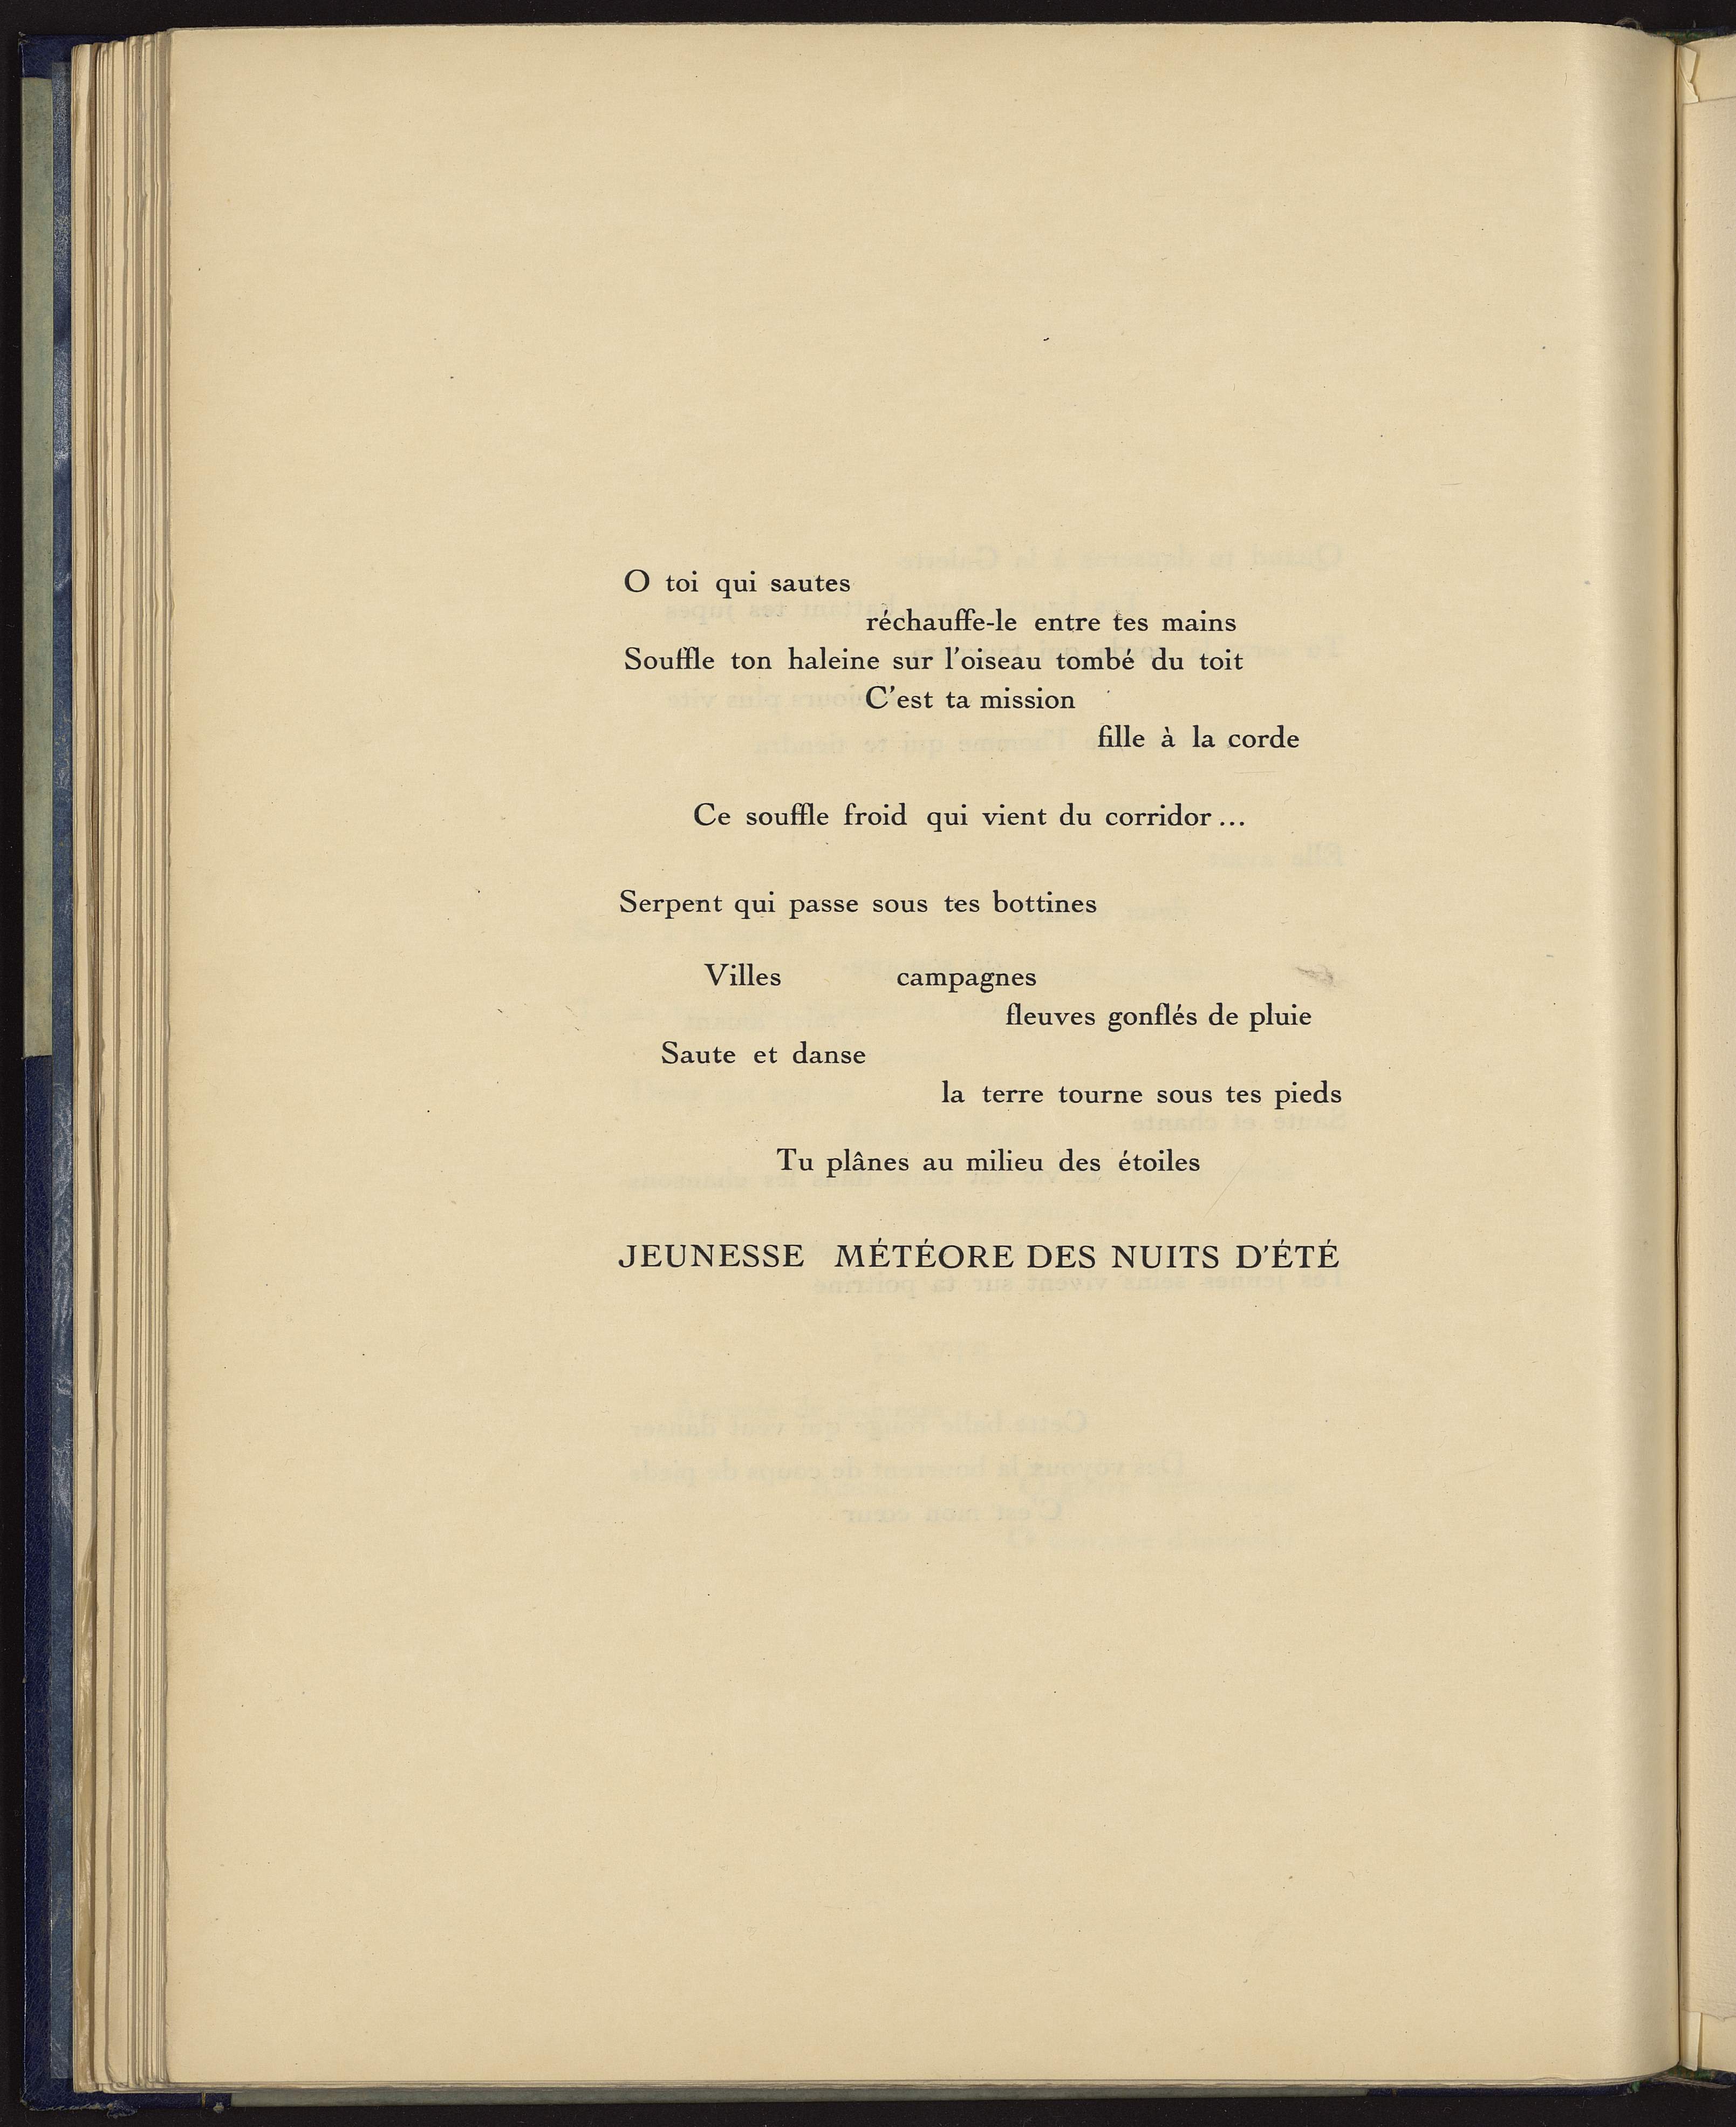 O toi qui sautes
réchauffe-le entre tes mains
Souffle ton haleine sur l'oiseau tombé du toit
C'est ta mission
fille à la corde
Ce souffle froid qui vient du corridor...
Serpent qui passe sous tes bottines
Villes campagnes
fleuves gonflés de pluie
Saute et danse
la terre tourne sous tes pieds
Tu plânes au milieu des étoiles
JEUNESSE MÉTÉORE DES NUITS D'ÉTÉ